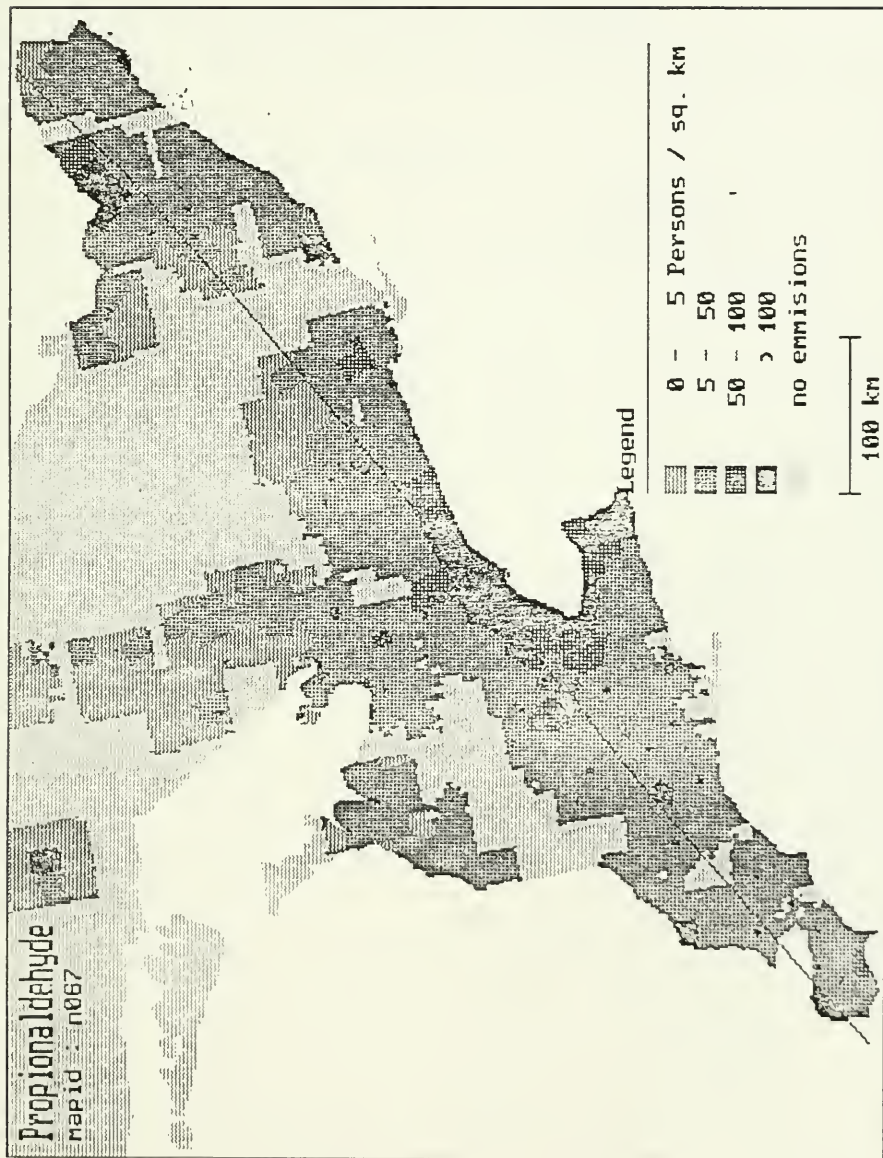 Propionaldehyde
mapid : n067
Legend
0 - 5 Persons / sq. km
5 - 50
50 - 100
> 100
no emmisions
100 km